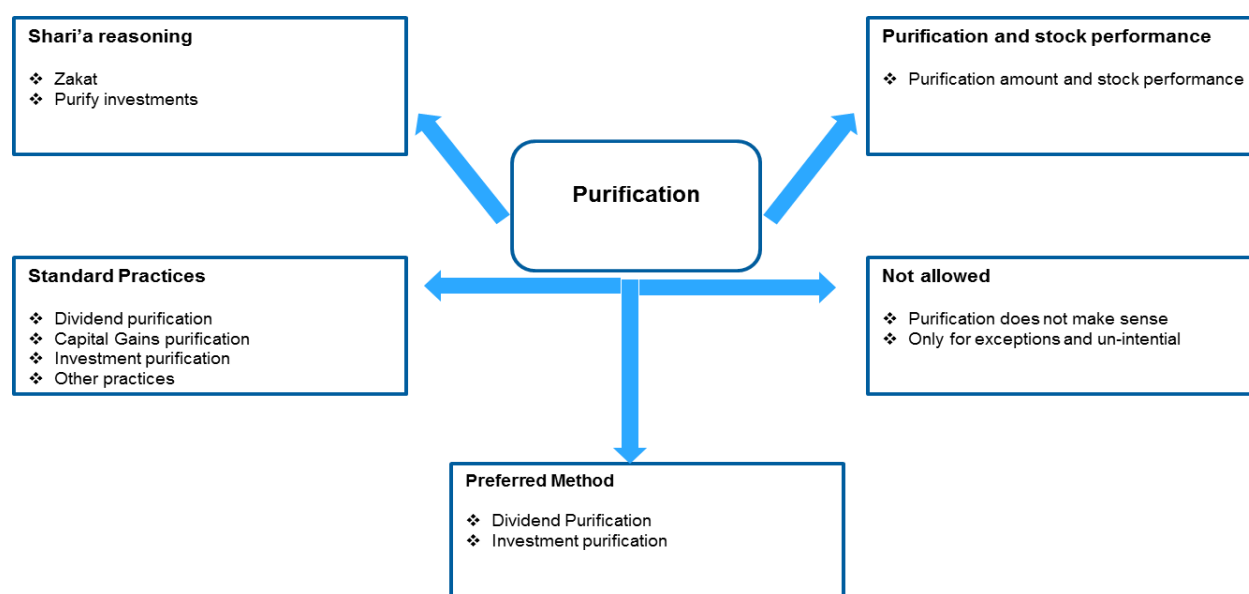 Shari'a reasoning
❖ Zakat
❖ Purify investments
Purification and stock performance
❖ Purification amount and stock performance
Purification
Standard Practices
❖ Dividend purification
❖ Capital Gains purification
❖ Investment purification
❖ Other practices
Not allowed
❖ Purification does not make sense
❖ Only for exceptions and un-intential
Preferred Method
❖ Dividend Purification
❖ Investment purification